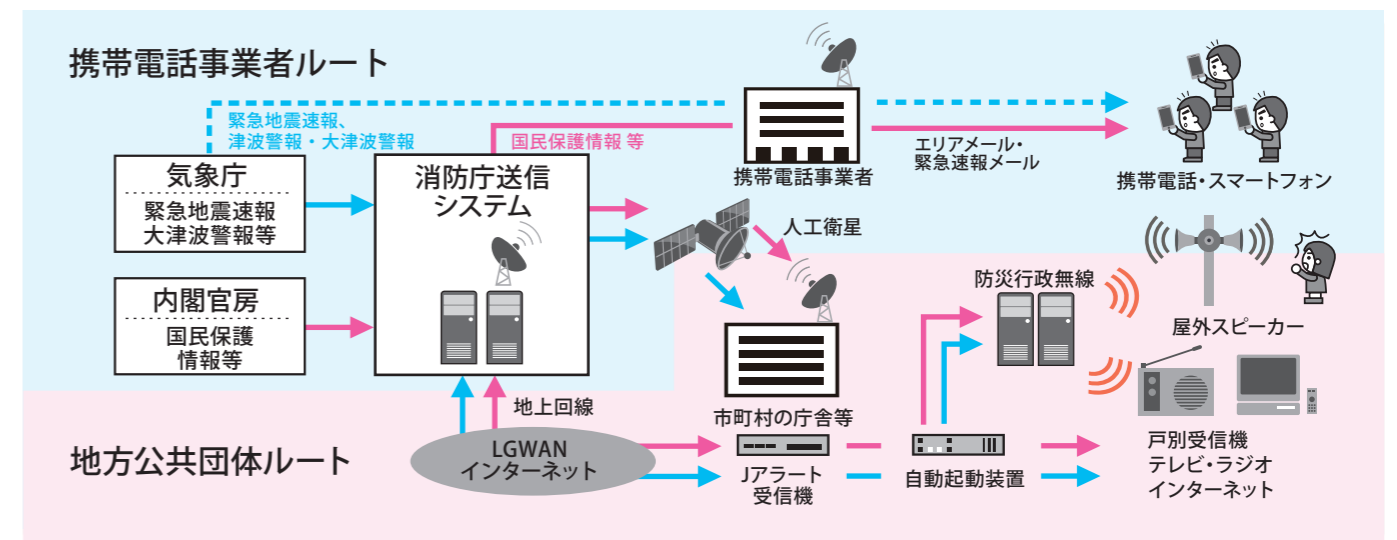 携帯電話事業者ルート
緊急地震速報、
津波警報・大津波警報
国民保護情報 等
携帯電話事業者
エリアメール・
緊急速報メール
携帯電話・スマートフォン
気象庁
緊急地震速報
大津波警報等
消防庁送信
システム
人工衛星
内閣官房
国民保護
情報等
防災行政無線
屋外スピーカー
地上回線
市町村の庁舎等
地方公共団体ルート
LGWAN
インターネット
Jアラート
受信機
自動起動装置
戸別受信機
テレビ・ラジオ
インターネット